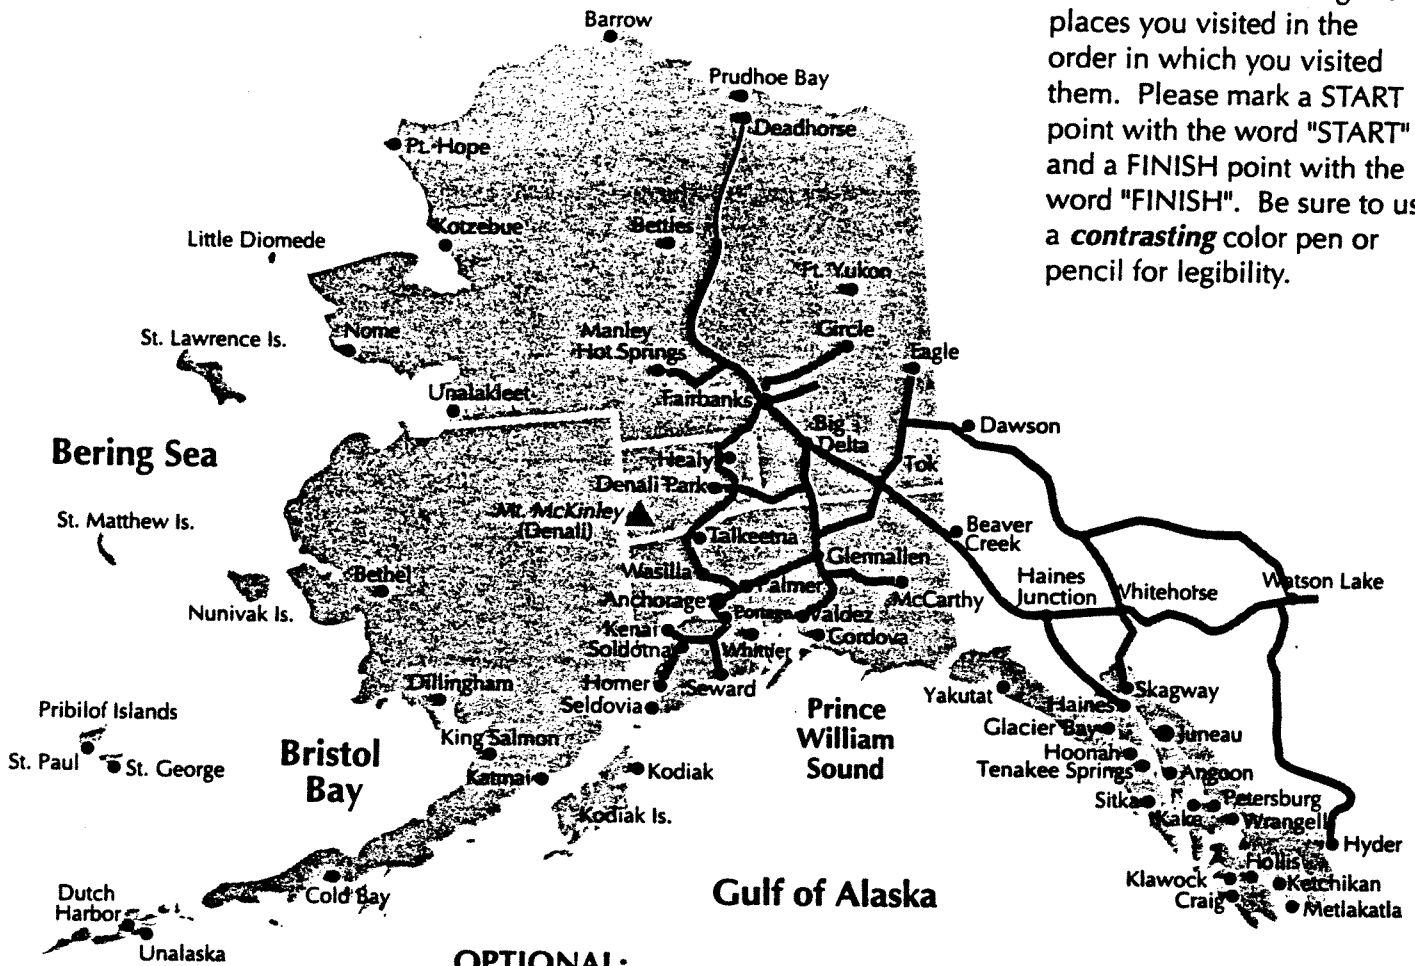 places you visited in the
order in which you visited
them. Please mark a START
point with the word "START"
and a FINISH point with the
word "FINISH". Be sure to us
a contrasting color pen or
pencil for legibility.
Barrow
Prudhoe Bay
Deadhorse
Pt. Hope
Kotzebue
Bettles
Little Diomede
Ft. Yukon
St. Lawrence Is.
Nome
Manley
Hot Springs
Circle
Eagle
Unalakleet
Fairbanks
Big
Delta
Dawson
Bering Sea
Healy
Tok
Denali Park
Mt. McKinley
(Denali)
St. Matthew Is.
Talkeetna
Beaver
Creek
Glennallen
Bethel
Wasilla
Palmer
Haines
Junction
Whitehorse
Watson Lake
Nunivak Is.
Anchorage
Portage
Valdez
McCarthy
Kenai
Soldotna
Whittier
Cordova
Dillingham
Homer
Seward
Seldovia
Yakutat
Skagway
Haines
Pribilof Islands
Prince
William
Sound
Glacier Bay
Juneau
St. Paul
St. George
Bristol
Bay
King Salmon
Katmai
Kodiak
Hoonah
Tenakee Springs
Angoon
Kodiak Is.
Sitka
Kake
Petersburg
Wrangell
Hyder
Hollis
Klawock
Craig
Ketchikan
Metlakatla
Gulf of Alaska
Cold Bay
Dutch
Harbor
Unalaska
OPTIONAL: